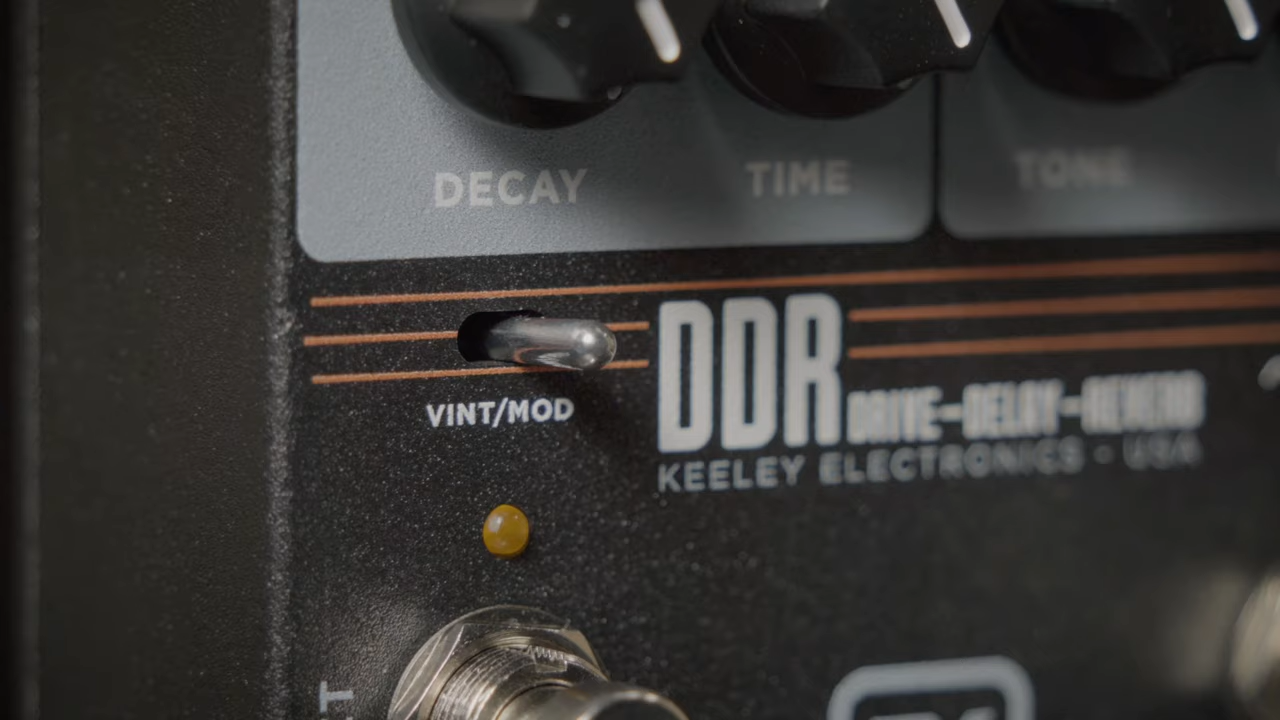 DECAY TIME TONE
DDR
DRIVE-DELAY-REVERB
VINT/MOD
KEELEY ELECTRONICS - USA